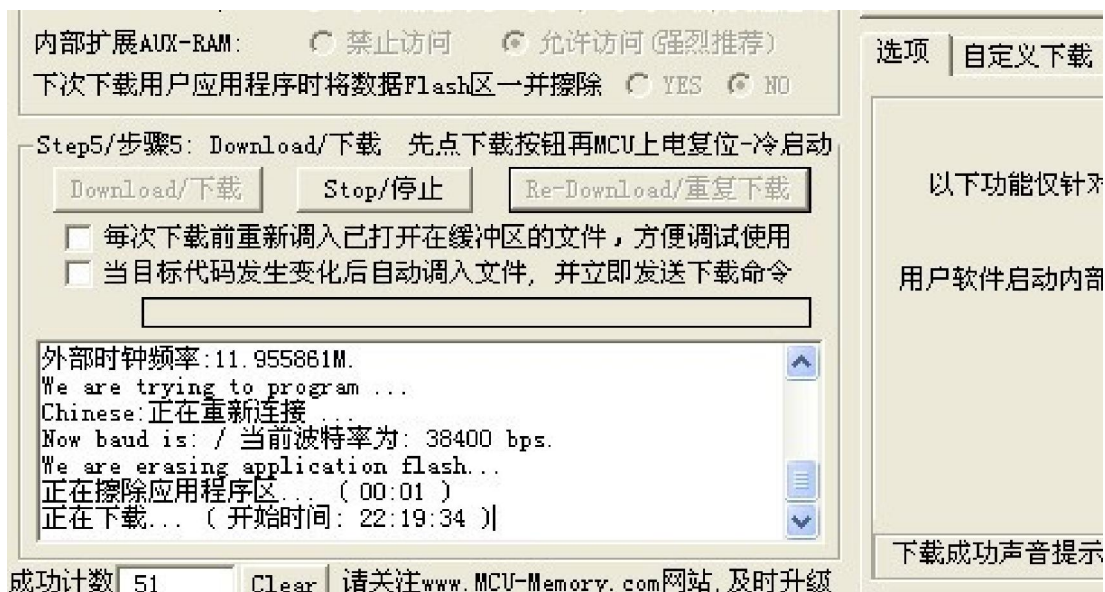 内部扩展AUX-RAM: 禁止访问 允许访问(强烈推荐)
下次下载用户应用程序时将数据Flash区一并擦除 YES NO
Step5/步骤5: Download/下载 先点下载按钮再MCU上电复位-冷启动
Download/下载 Stop/停止 Re-Download/重复下载
每次下载前重新调入已打开在缓冲区的文件，方便调试使用
当目标代码发生变化后自动调入文件, 并立即发送下载命令
外部时钟频率:11.955861M.
We are trying to program ...
Chinese:正在重新连接 ...
Now baud is: / 当前波特率为: 38400 bps.
We are erasing application flash...
正在擦除应用程序区... ( 00:01 )
正在下载... ( 开始时间: 22:19:34 )
成功计数 51 Clear 请关注www.MCU-Memory.com网站,及时升级
选项 自定义下载
以下功能仅针对
用户软件启动内部
下载成功声音提示